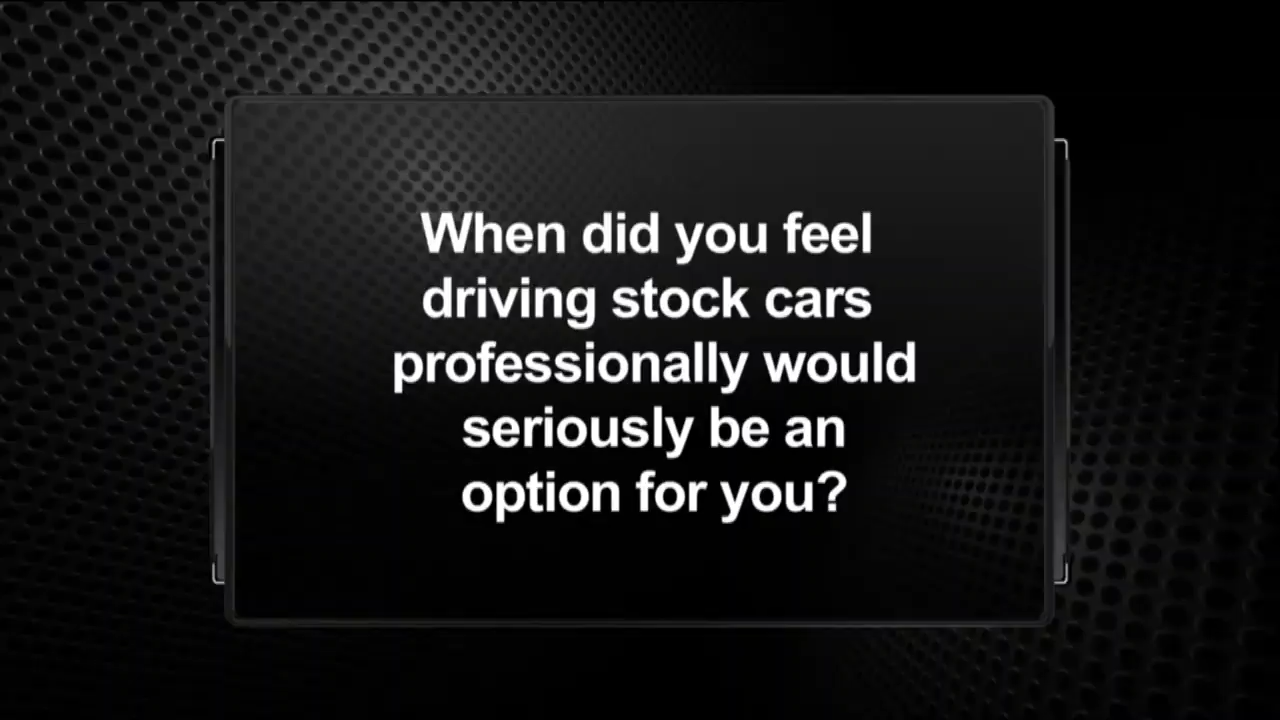 When did you feel
driving stock cars
professionally would
seriously be an
option for you?